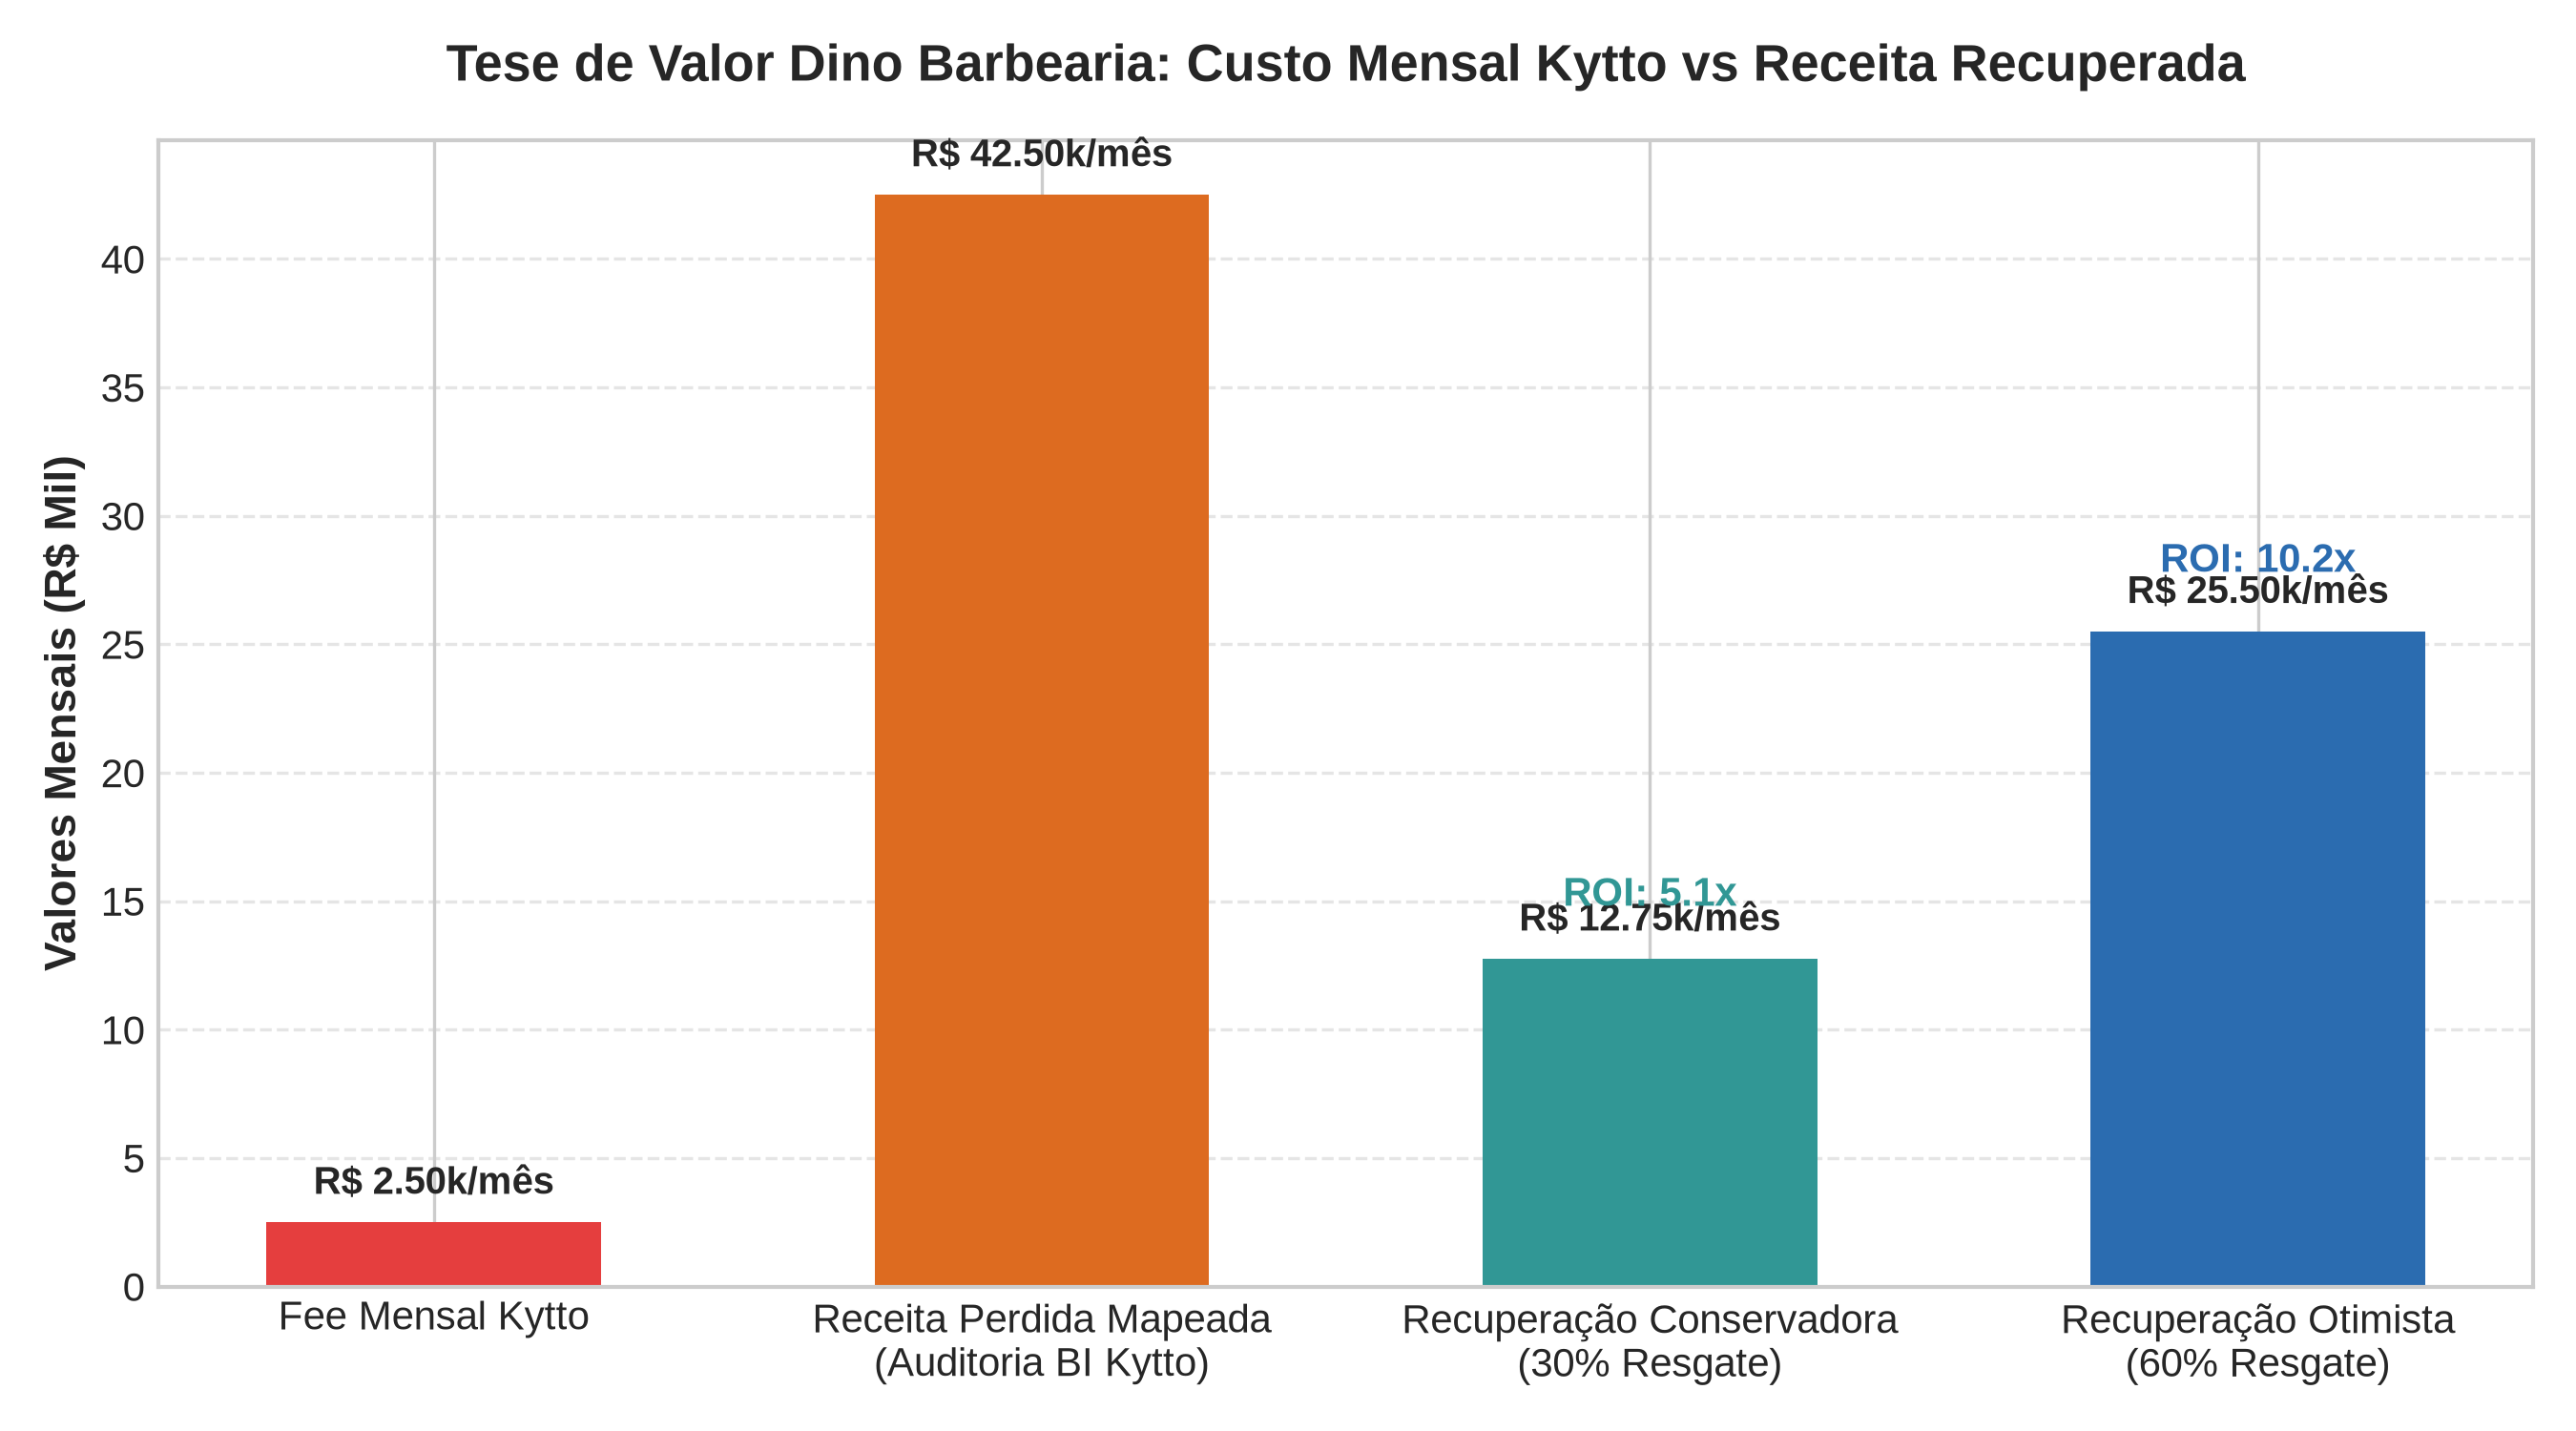 Tese de Valor Dino Barbearia: Custo Mensal Kytto vs Receita Recuperada
Valores Mensais (R$ Mil)
40
35
30
25
20
15
10
5
0
R$ 2.50k/mês
R$ 42.50k/mês
ROI: 5.1x
R$ 12.75k/mês
ROI: 10.2x
R$ 25.50k/mês
Fee Mensal Kytto
Receita Perdida Mapeada
(Auditoria BI Kytto)
Recuperação Conservadora
(30% Resgate)
Recuperação Otimista
(60% Resgate)